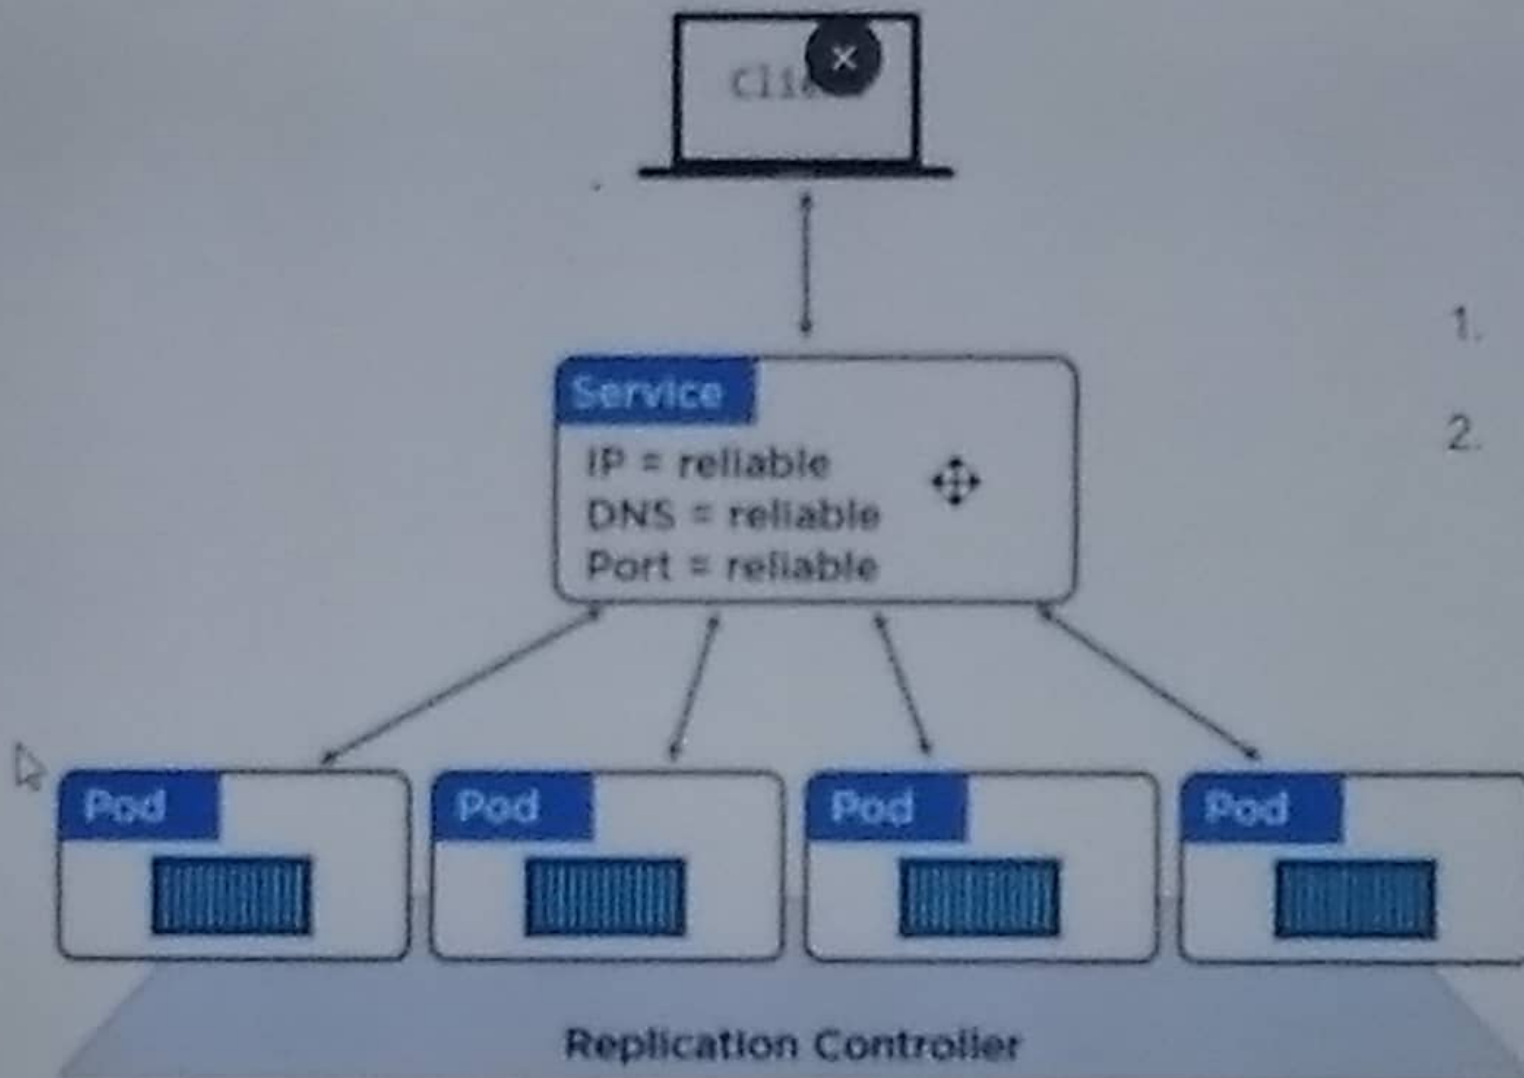 Service
IP = reliable
DNS = reliable
Port = reliable
1.
2.
Pod
Pod
Pod
Pod
Replication Controller